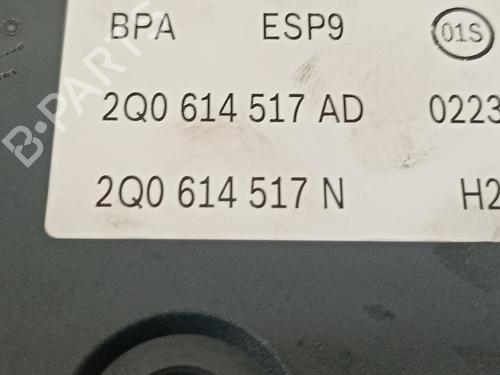 BPA ESP9 01S
2Q0 614 517 AD 0223
2Q0 614 517 N H2
B-PARTS